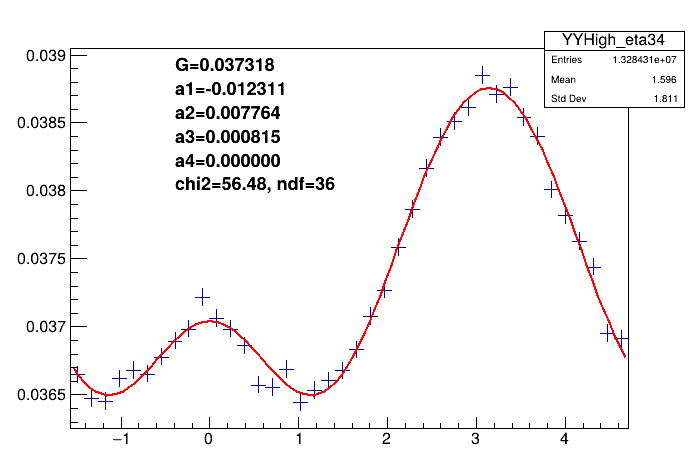 YYHigh_eta34
Entries 1.328431e+07
Mean 1.596
Std Dev 1.811
G=0.037318
a1=-0.012311
a2=0.007764
a3=0.000815
a4=0.000000
chi2=56.48, ndf=36
0.039
0.0385
0.038
0.0375
0.037
0.0365
−1 0 1 2 3 4